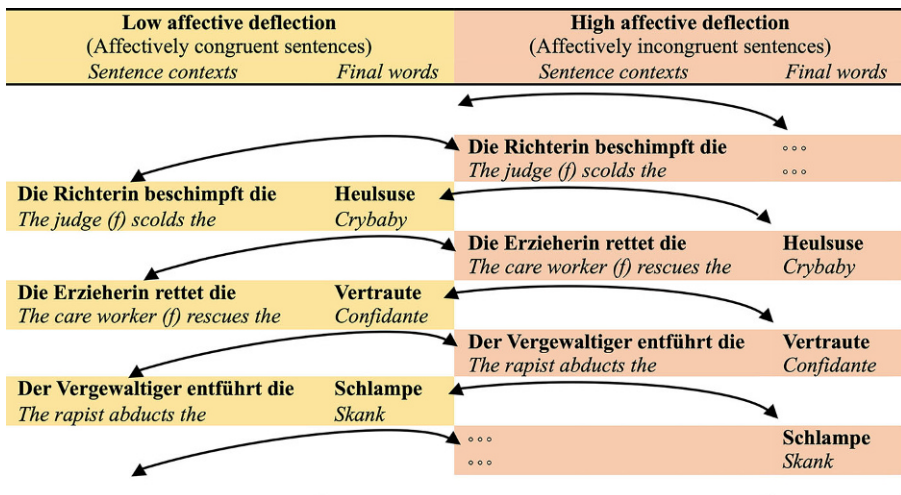 Low affective deflection High affective deflection
(Affectively congruent sentences) (Affectively incongruent sentences)
Sentence contexts Final words Sentence contexts Final words
Die Richterin beschimpft die ∘∘∘
The judge (f) scolds the ∘∘∘
Die Richterin beschimpft die Heulsuse
The judge (f) scolds the Crybaby
Die Erzieherin rettet die Heulsuse
The care worker (f) rescues the Crybaby
Die Erzieherin rettet die Vertraute
The care worker (f) rescues the Confidante
Der Vergewaltiger entführt die Vertraute
The rapist abducts the Confidante
Der Vergewaltiger entführt die Schlampe
The rapist abducts the Skank
∘∘∘ Schlampe
∘∘∘ Skank